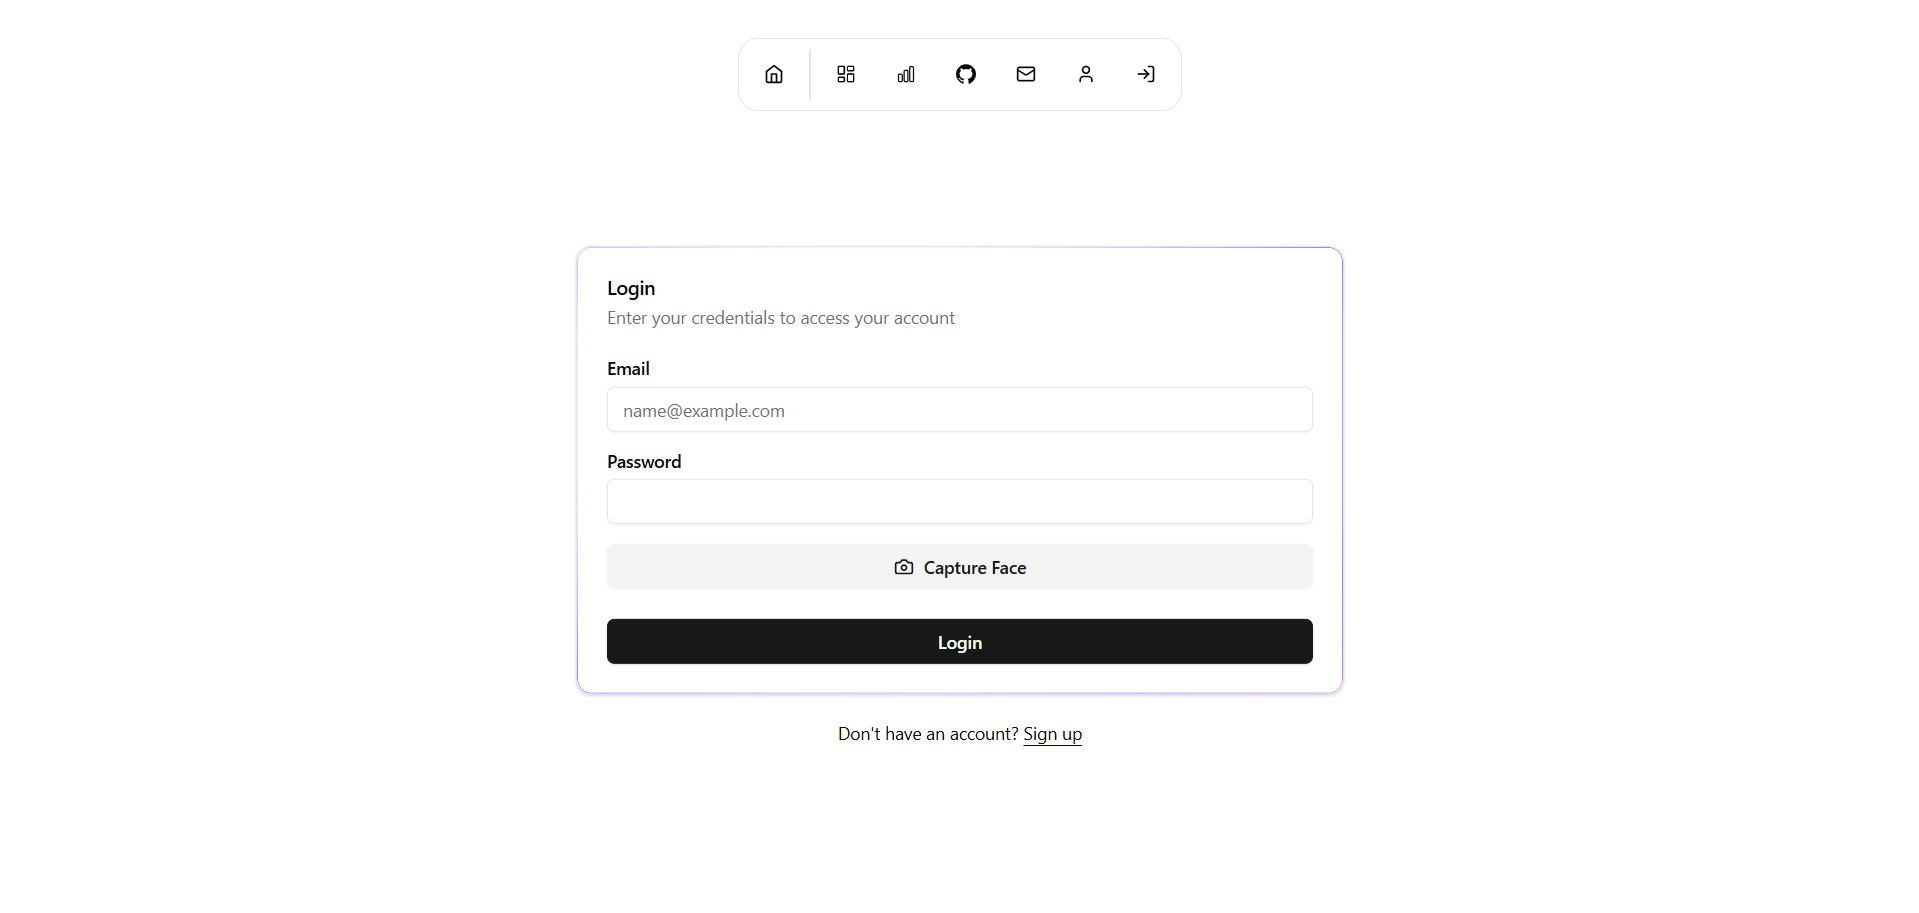 Login
Enter your credentials to access your account
Email
name@example.com
Password
Capture Face
Login
Don't have an account? Sign up